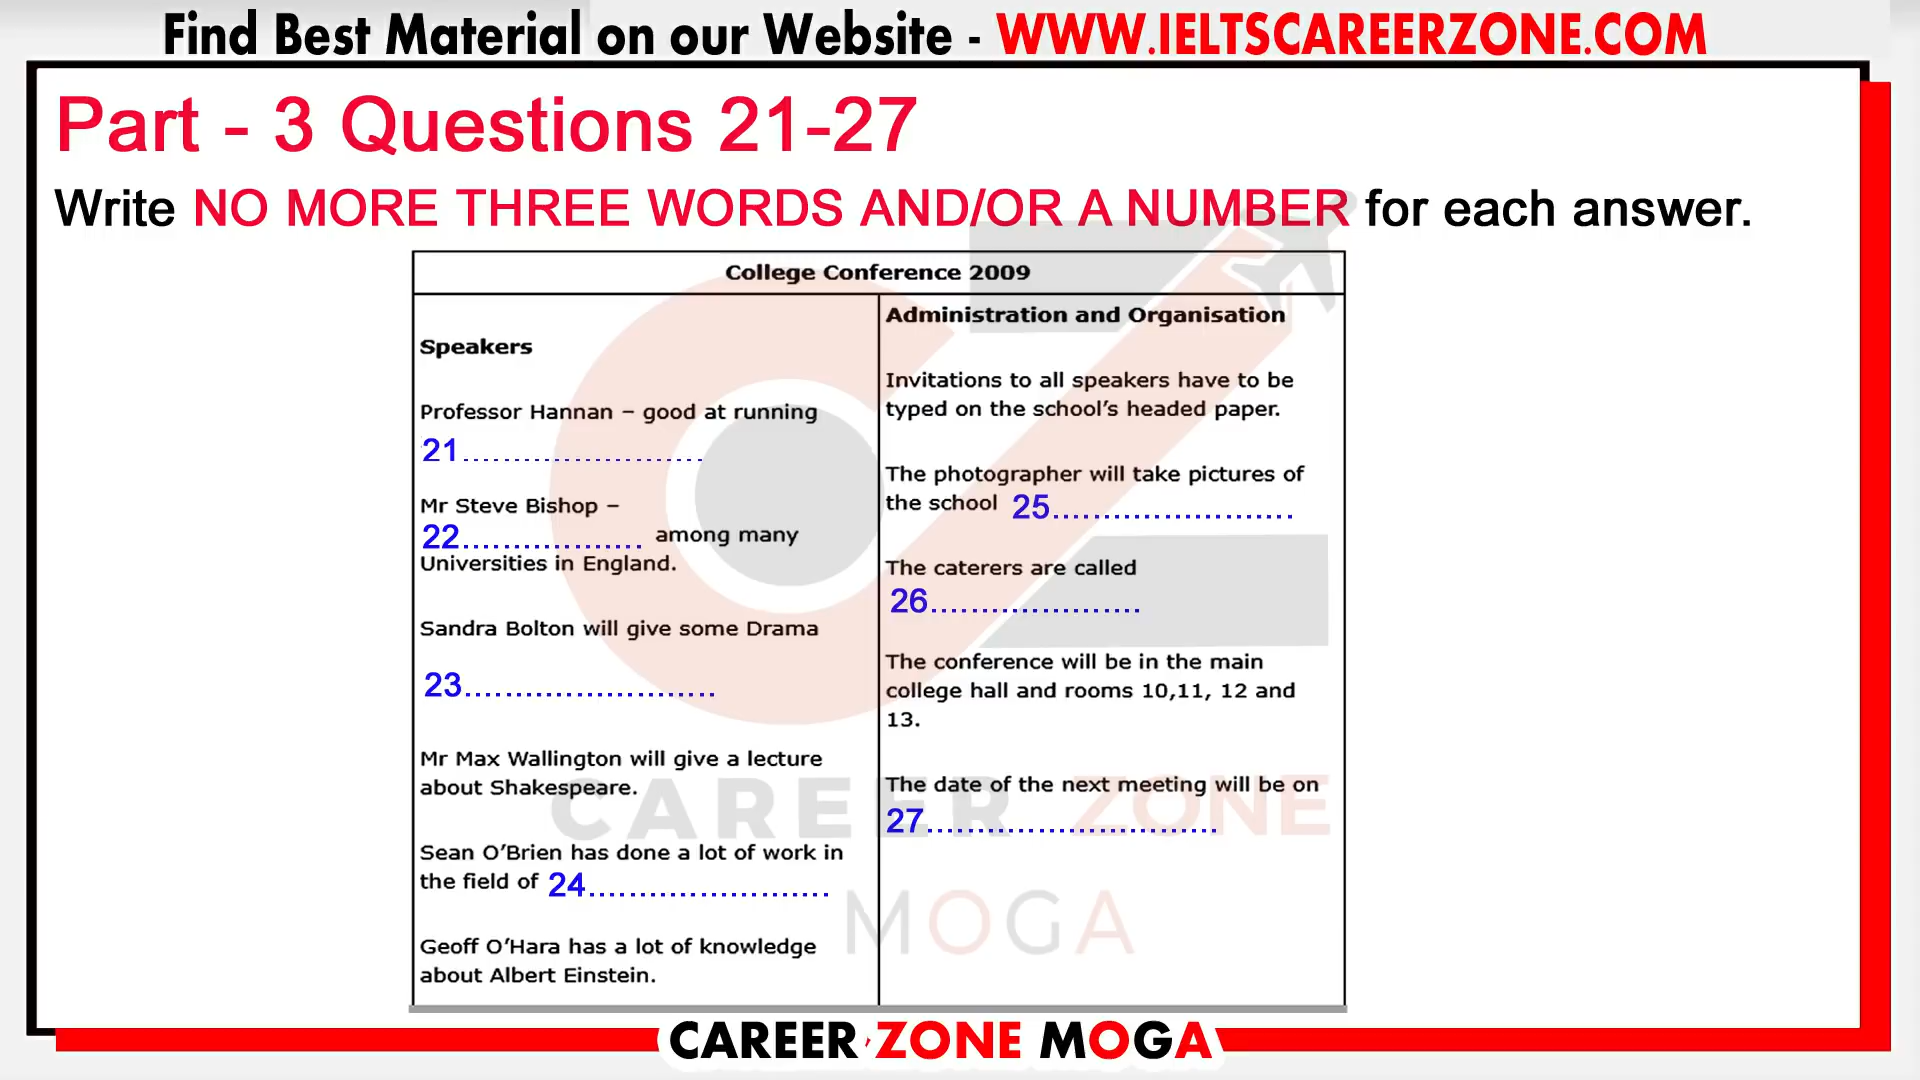 Find Best Material on our Website - WWW.IELTSCAREERZONE.COM
Part - 3 Questions 21-27
Write NO MORE THREE WORDS AND/OR A NUMBER for each answer.
College Conference 2009
Speakers
Professor Hannan – good at running
21........................
Mr Steve Bishop –
22.................. among many
Universities in England.
Sandra Bolton will give some Drama
23.........................
Mr Max Wallington will give a lecture
about Shakespeare.
Sean O’Brien has done a lot of work in
the field of 24........................
Geoff O’Hara has a lot of knowledge
about Albert Einstein.
Administration and Organisation
Invitations to all speakers have to be
typed on the school’s headed paper.
The photographer will take pictures of
the school 25........................
The caterers are called
26.....................
The conference will be in the main
college hall and rooms 10,11, 12 and
13.
The date of the next meeting will be on
27.............................
CAREER ZONE
MOGA
CAREER ZONE MOGA